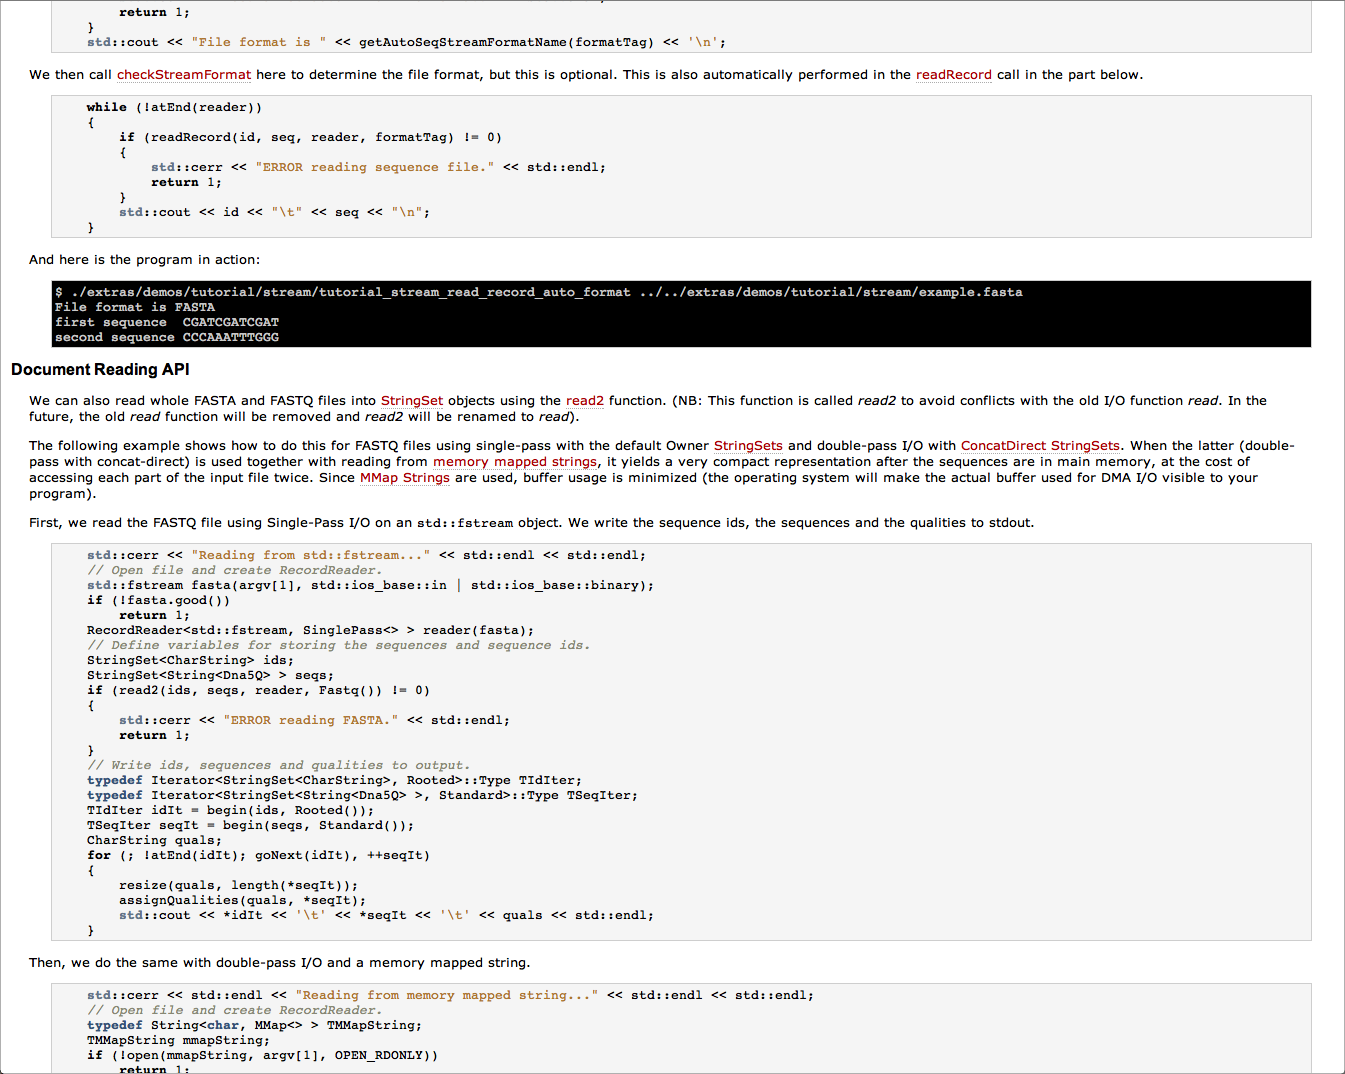 return 1;
}
std::cout << "File format is " << getAutoSeqStreamFormatName(formatTag) << '\n';
We then call checkStreamFormat here to determine the file format, but this is optional. This is also automatically performed in the readRecord call in the part below.
while (!atEnd(reader))
{
if (readRecord(id, seq, reader, formatTag) != 0)
{
std::cerr << "ERROR reading sequence file." << std::endl;
return 1;
}
std::cout << id << "\t" << seq << "\n";
}
And here is the program in action:
$ ./extras/demos/tutorial/stream/tutorial_stream_read_record_auto_format ../../extras/demos/tutorial/stream/example.fasta
File format is FASTA
first sequence  CGATCGATCGAT
second sequence CCCAAATTTGGG
Document Reading API
We can also read whole FASTA and FASTQ files into StringSet objects using the read2 function. (NB: This function is called read2 to avoid conflicts with the old I/O function read. In the
future, the old read function will be removed and read2 will be renamed to read).
The following example shows how to do this for FASTQ files using single-pass with the default Owner StringSets and double-pass I/O with ConcatDirect StringSets. When the latter (double-
pass with concat-direct) is used together with reading from memory mapped strings, it yields a very compact representation after the sequences are in main memory, at the cost of
accessing each part of the input file twice. Since MMap Strings are used, buffer usage is minimized (the operating system will make the actual buffer used for DMA I/O visible to your
program).
First, we read the FASTQ file using Single-Pass I/O on an std::fstream object. We write the sequence ids, the sequences and the qualities to stdout.
std::cerr << "Reading from std::fstream..." << std::endl << std::endl;
// Open file and create RecordReader.
std::fstream fasta(argv[1], std::ios_base::in | std::ios_base::binary);
if (!fasta.good())
return 1;
RecordReader<std::fstream, SinglePass<> > reader(fasta);
// Define variables for storing the sequences and sequence ids.
StringSet<CharString> ids;
StringSet<String<Dna5Q> > seqs;
if (read2(ids, seqs, reader, Fastq()) != 0)
{
std::cerr << "ERROR reading FASTA." << std::endl;
return 1;
}
// Write ids, sequences and qualities to output.
typedef Iterator<StringSet<CharString>, Rooted>::Type TIdIter;
typedef Iterator<StringSet<String<Dna5Q> >, Standard>::Type TSeqIter;
TIdIter idIt = begin(ids, Rooted());
TSeqIter seqIt = begin(seqs, Standard());
CharString quals;
for (; !atEnd(idIt); goNext(idIt), ++seqIt)
{
resize(quals, length(*seqIt));
assignQualities(quals, *seqIt);
std::cout << *idIt << '\t' << *seqIt << '\t' << quals << std::endl;
}
Then, we do the same with double-pass I/O and a memory mapped string.
std::cerr << std::endl << "Reading from memory mapped string..." << std::endl << std::endl;
// Open file and create RecordReader.
typedef String<char, MMap<> > TMMapString;
TMMapString mmapString;
if (!open(mmapString, argv[1], OPEN_RDONLY))
return 1;